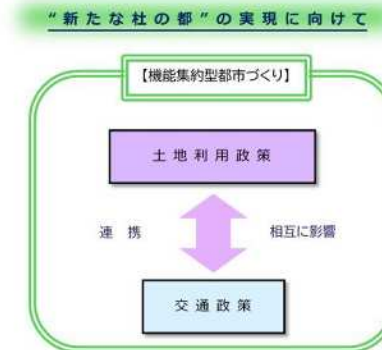 “新たな杜の都”の実現に向けて
【機能集約型都市づくり】
土地利用政策
連携 相互に影響
交通政策